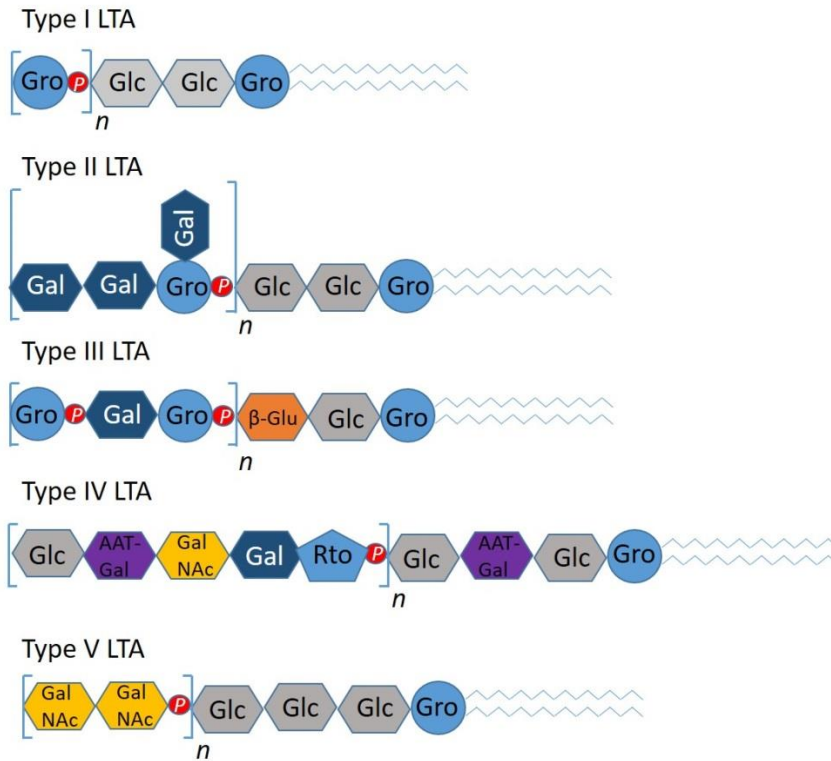 Type I LTA
Gro P Glc Glc Gro
n
Type II LTA
Gal
Gal Gal Gro P Glc Glc Gro
n
Type III LTA
Gro P Gal Gro P β-Glu Glc Gro
n
Type IV LTA
Glc AAT-Gal Gal NAc Gal Rto P Glc AAT-Gal Glc Gro
n
Type V LTA
Gal NAc Gal NAc P Glc Glc Glc Gro
n